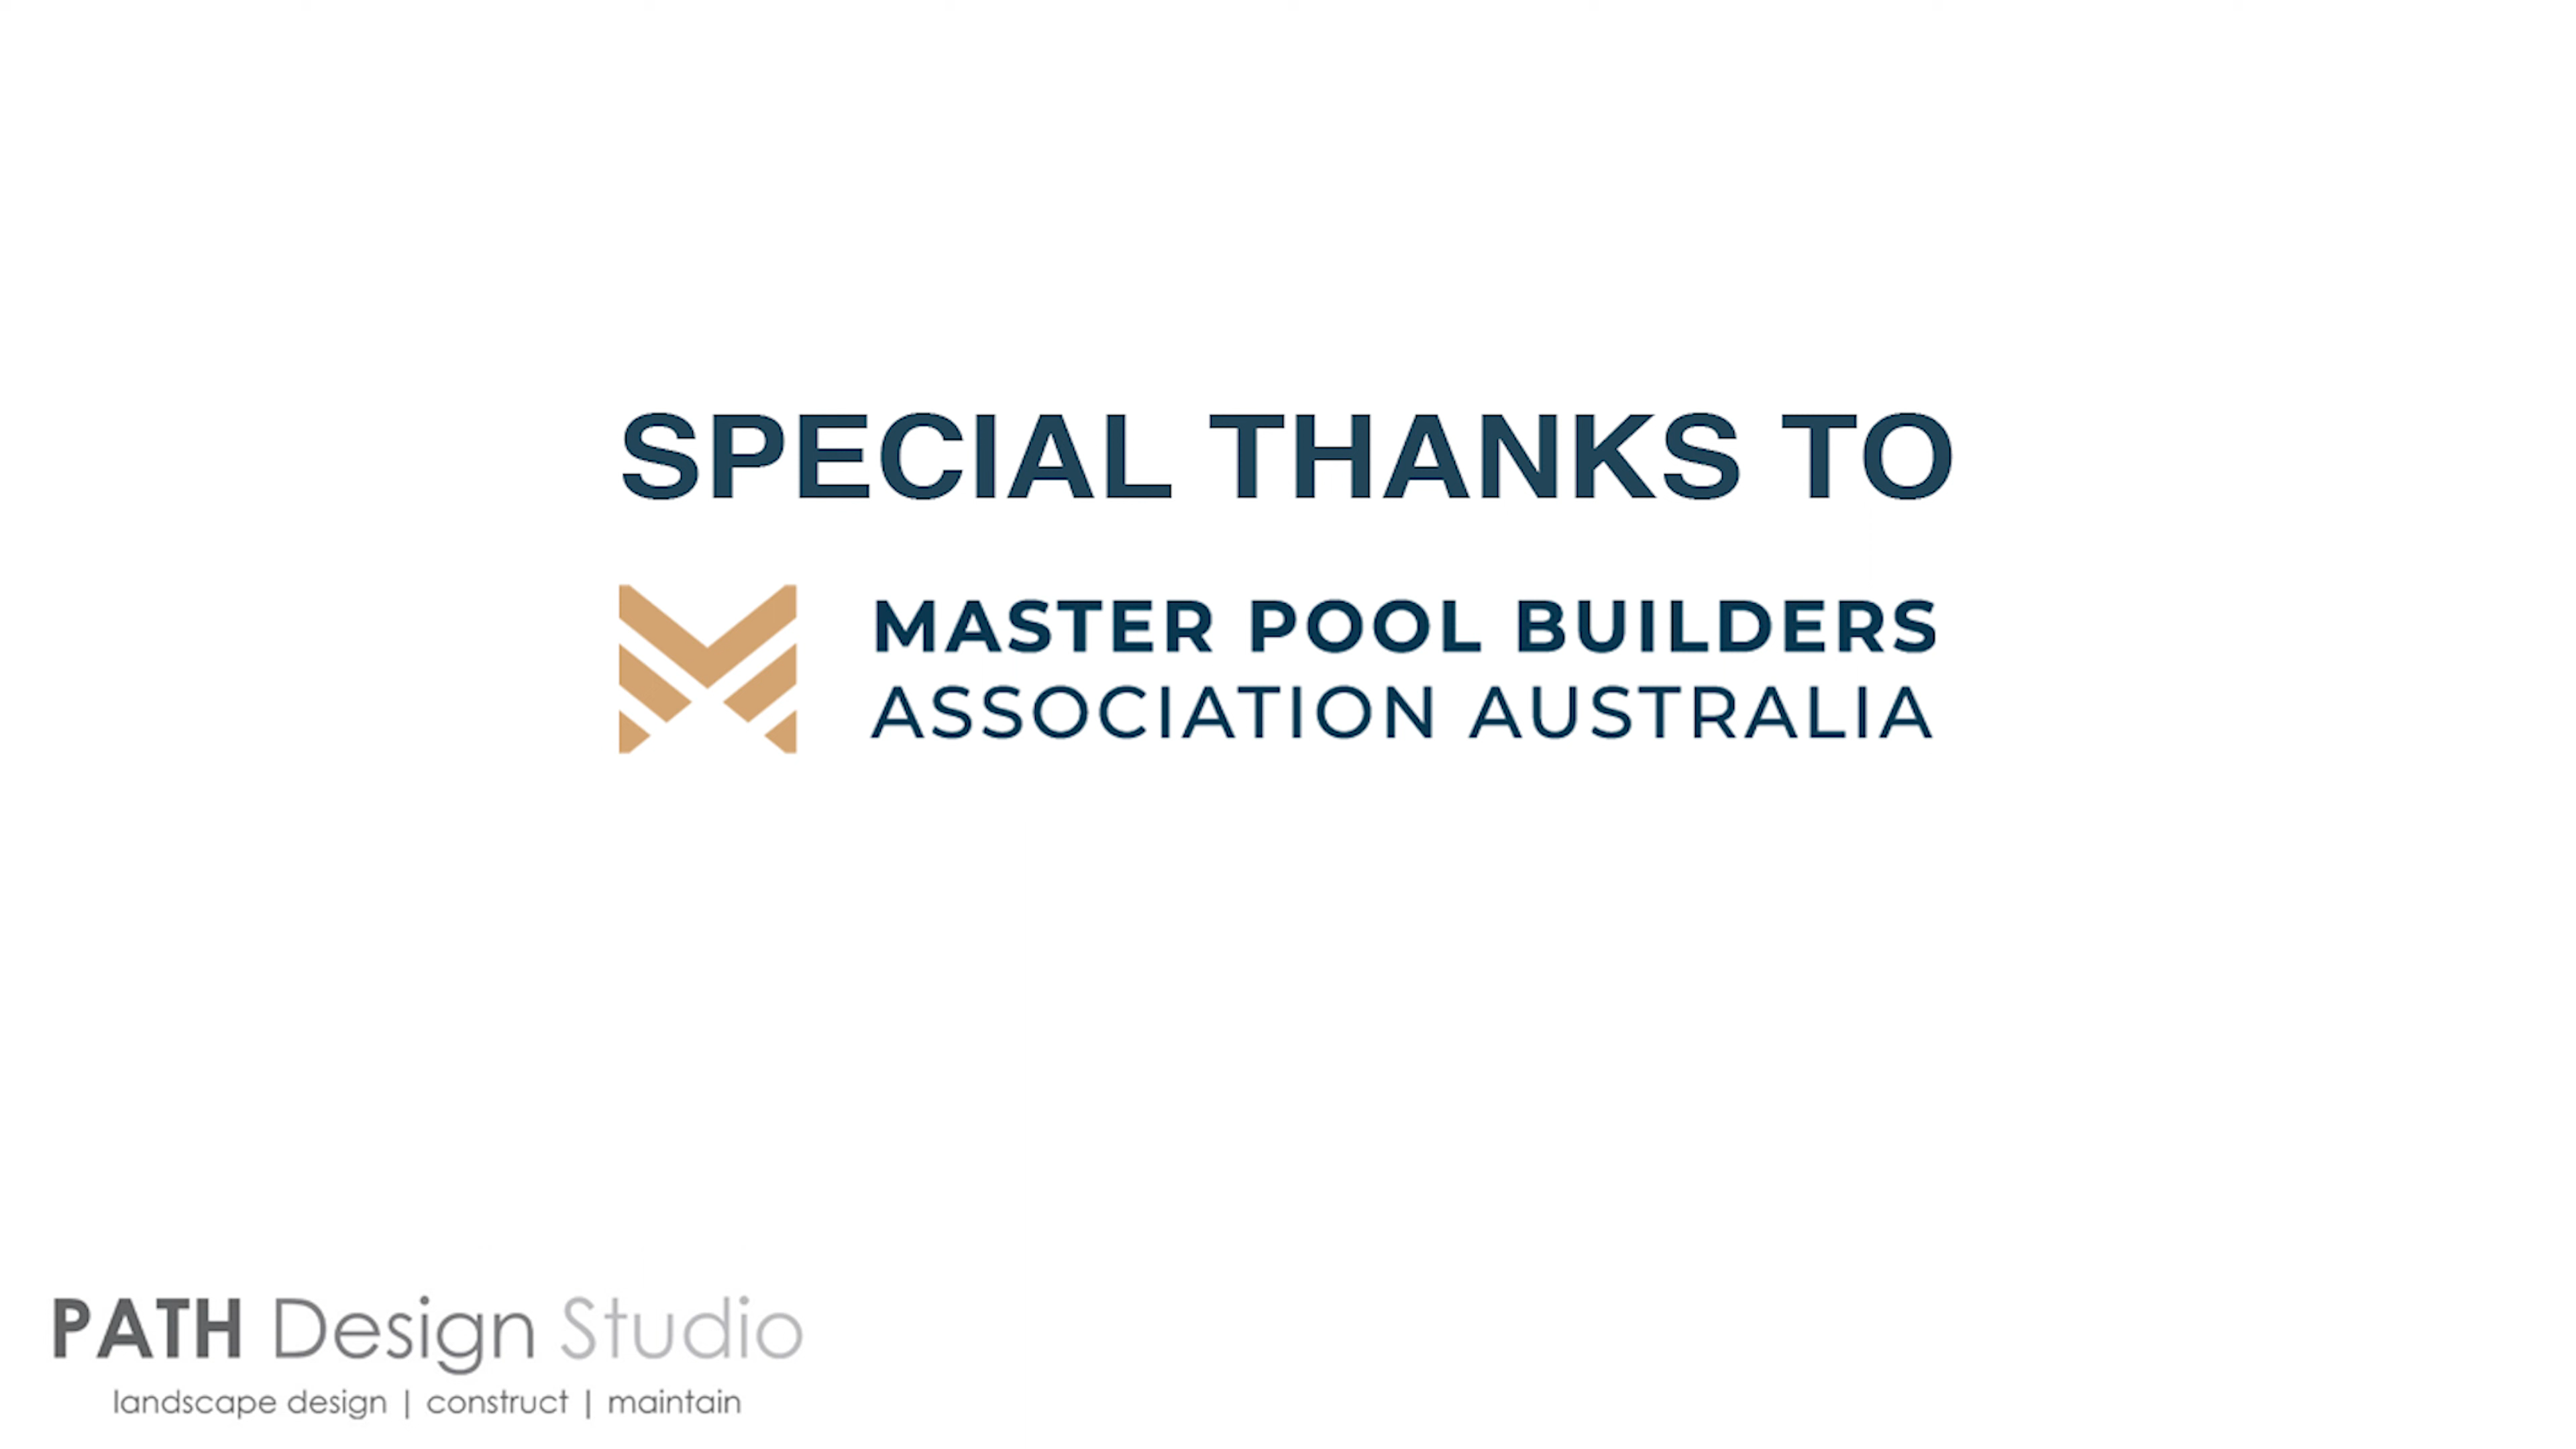 SPECIAL THANKS TO
MASTER POOL BUILDERS
ASSOCIATION AUSTRALIA
PATH Design Studio
landscape design | construct | maintain